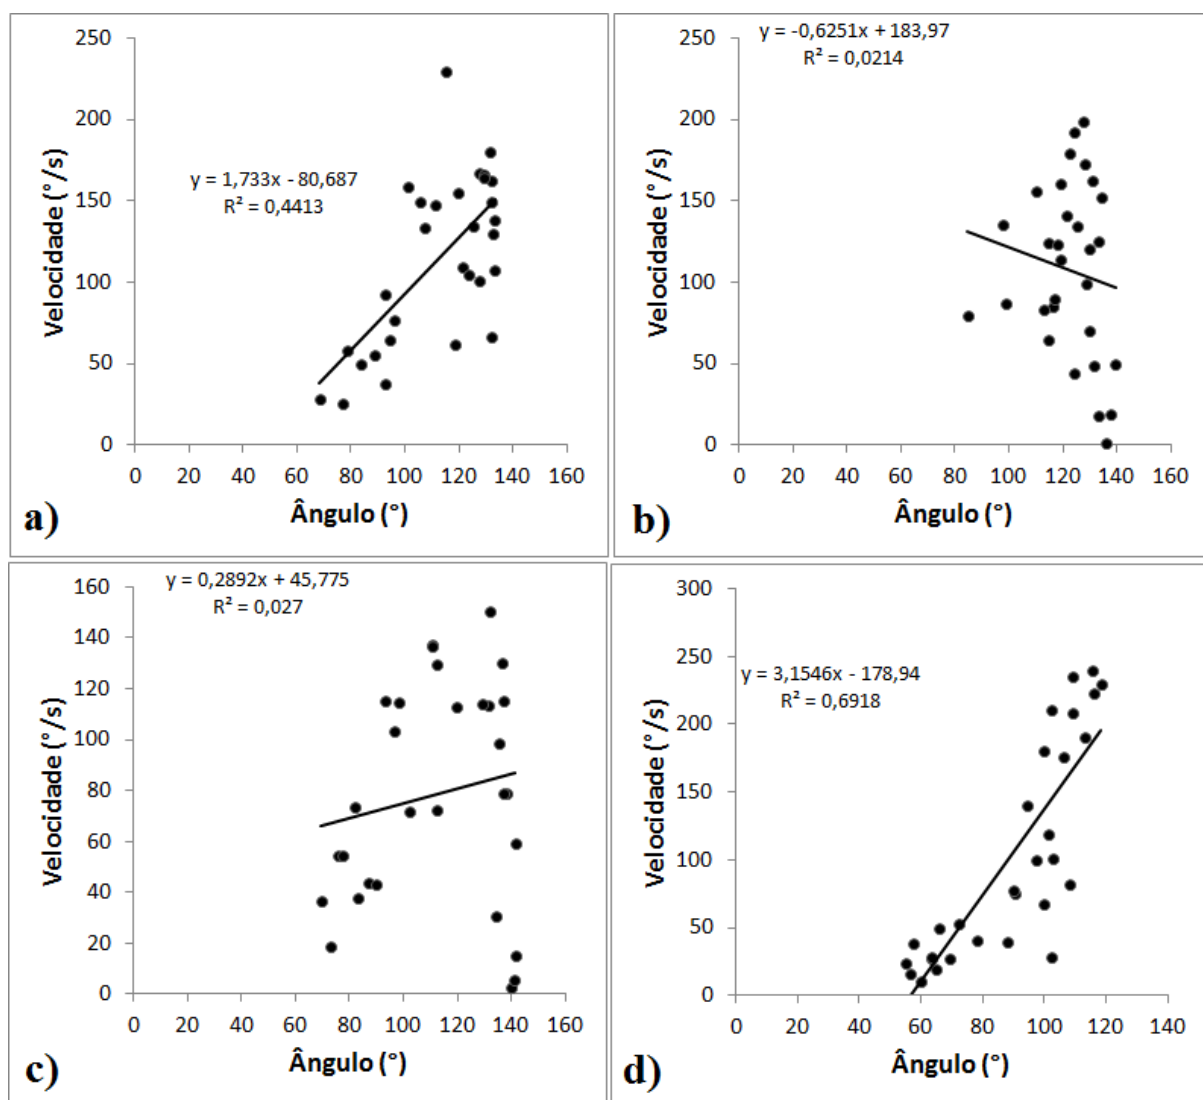 y = 1,733x - 80,687
R² = 0,4413
250
200
150
100
50
0
0 20 40 60 80 100 120 140 160
Velocidade (°/s)
Ângulo (°)
a)
y = -0,6251x + 183,97
R² = 0,0214
250
200
150
100
50
0
0 20 40 60 80 100 120 140 160
Velocidade (°/s)
Ângulo (°)
b)
y = 0,2892x + 45,775
R² = 0,027
160
140
120
100
80
60
40
20
0
0 20 40 60 80 100 120 140 160
Velocidade (°/s)
Ângulo (°)
c)
y = 3,1546x - 178,94
R² = 0,6918
300
250
200
150
100
50
0
0 20 40 60 80 100 120 140
Velocidade (°/s)
Ângulo (°)
d)